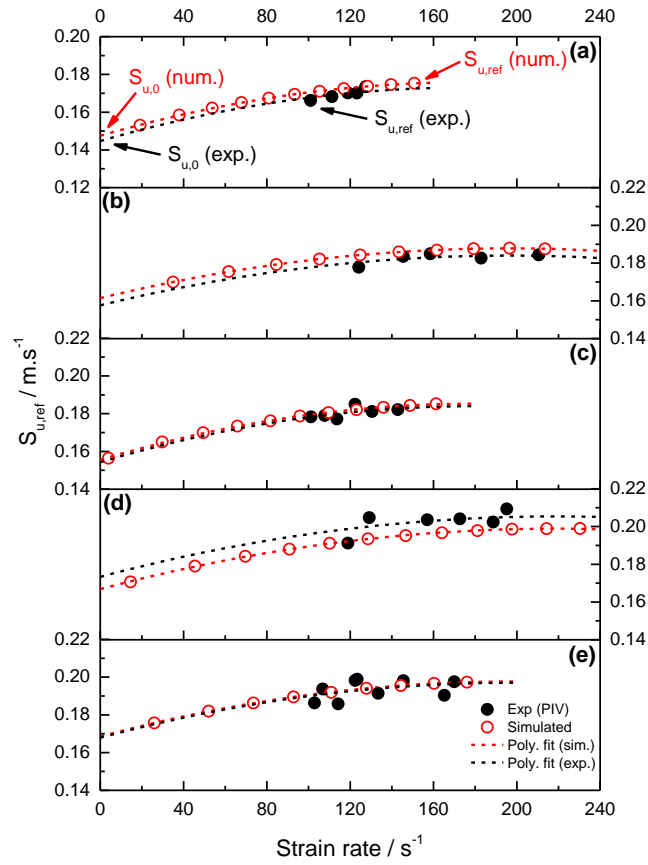 0 40 80 120 160 200 240
0.20
0.18
0.16
0.14
0.12
(a)
S_u,ref (num.)
S_u,0 (num.)
S_u,ref (exp.)
S_u,0 (exp.)
(b)
0.22
0.20
0.18
0.16
0.14
(c)
0.22
0.20
0.18
0.16
0.14
(d)
0.22
0.20
0.18
0.16
0.14
(e)
0.22
0.20
0.18
0.16
0.14
Exp (PIV)
Simulated
Poly. fit (sim.)
Poly. fit (exp.)
0 40 80 120 160 200 240
Strain rate / s⁻¹
S_u,ref / m.s⁻¹